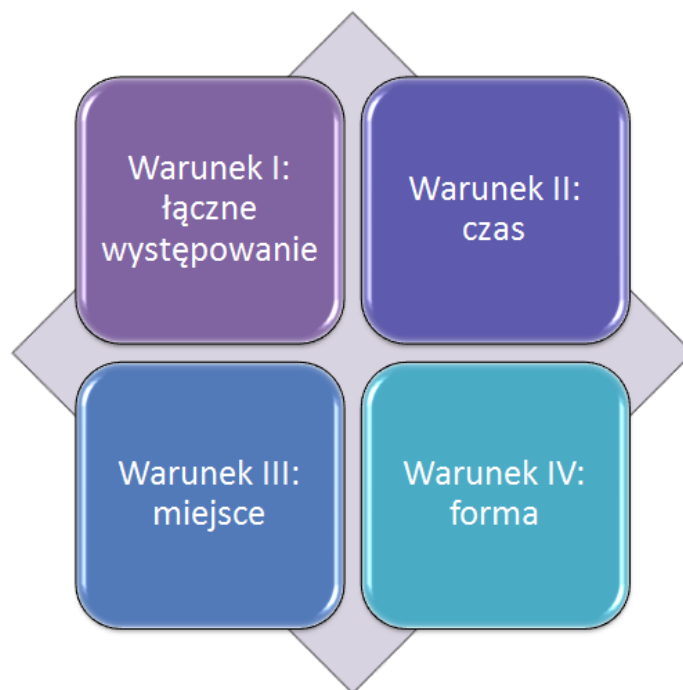 Warunek I:
łączne
występowanie
Warunek II:
czas
Warunek III:
miejsce
Warunek IV:
forma